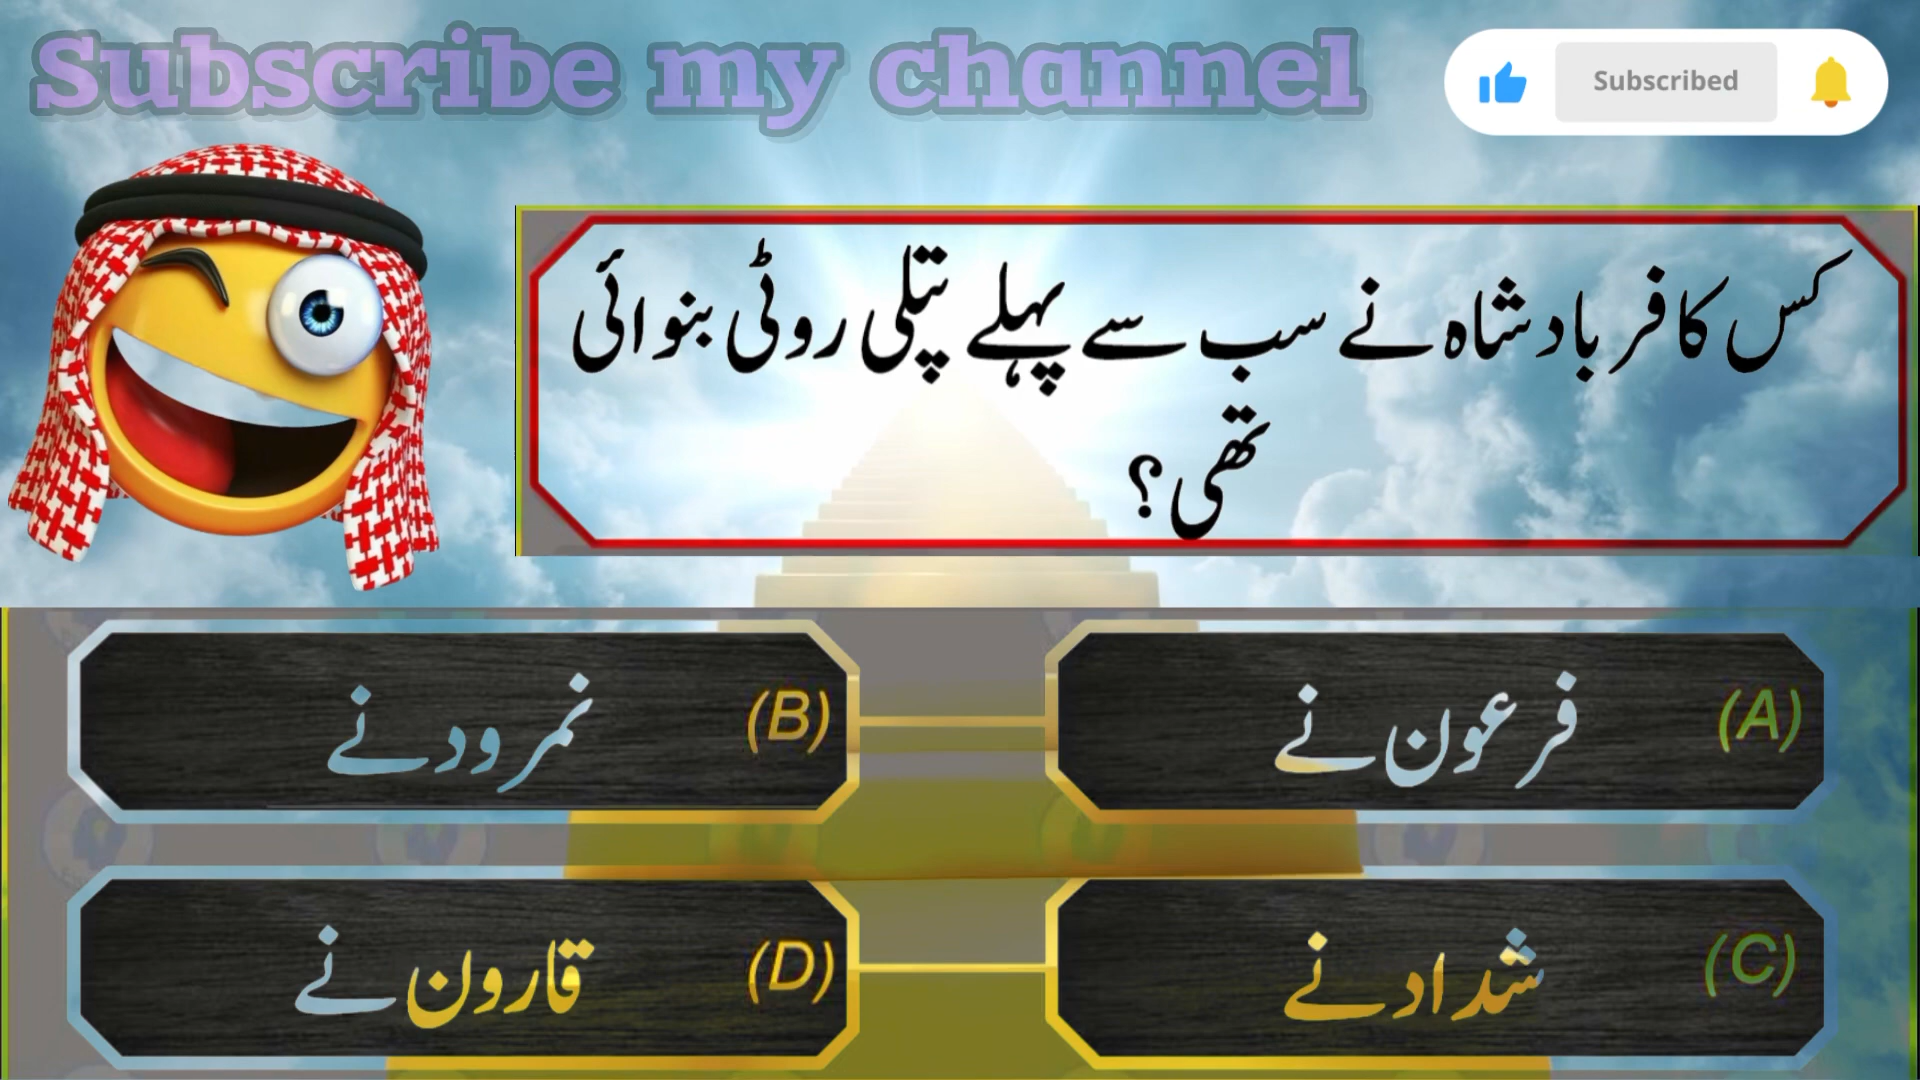 Subscribe my channel
Subscribed
کس کافر بادشاہ نے سب سے پہلے پتلی روٹی بنوائی
تھی؟
(A) فرعون نے
(B) نمرود نے
(C) شداد نے
(D) قارون نے